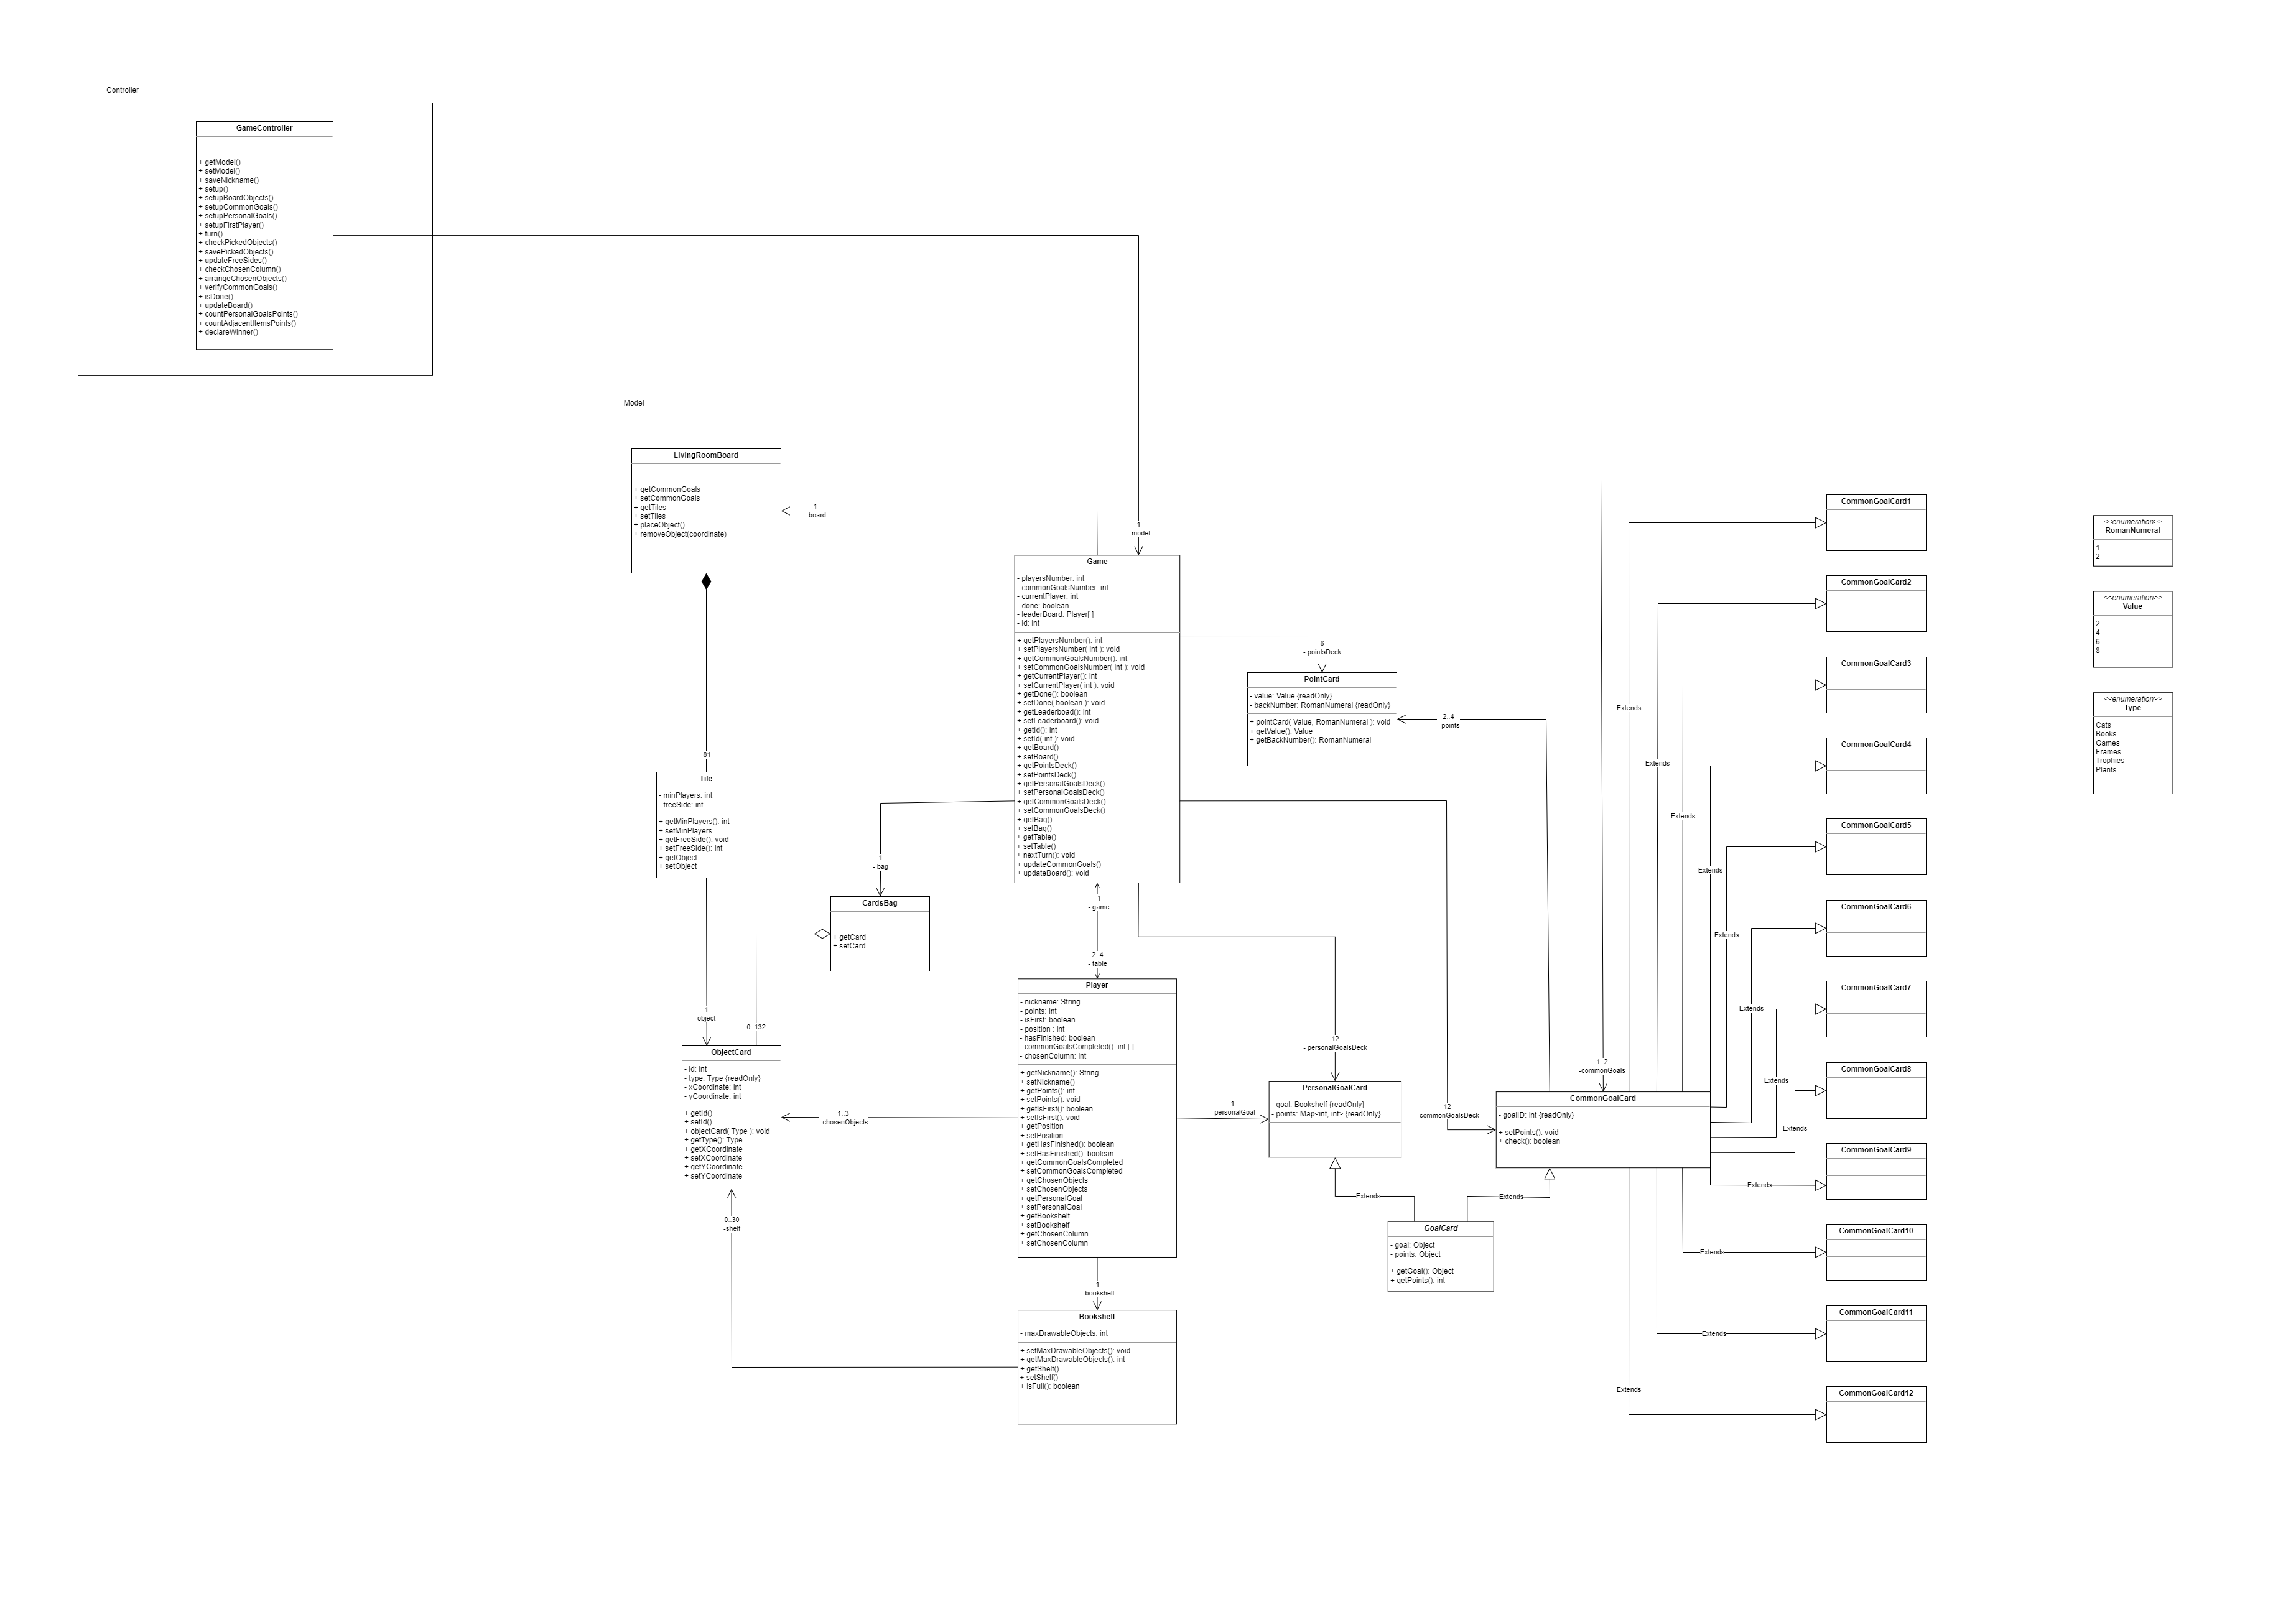 Controller
GameController
+ getModel()
+ setModel()
+ saveNickname()
+ setup()
+ setupBoardObjects()
+ setupCommonGoals()
+ setupPersonalGoals()
+ setupFirstPlayer()
+ turn()
+ checkPickedObjects()
+ savePickedObjects()
+ updateFreeSides()
+ checkChosenColumn()
+ arrangeChosenObjects()
+ verifyCommonGoals()
+ isDone()
+ updateBoard()
+ countPersonalGoalsPoints()
+ countAdjacentItemsPoints()
+ declareWinner()
Model
LivingRoomBoard
+ getCommonGoals
+ setCommonGoals
+ getTiles
+ setTiles
+ placeObject()
+ removeObject(coordinate)
1
- board
1
- model
Game
- playersNumber: int
- commonGoalsNumber: int
- currentPlayer: int
- done: boolean
- leaderBoard: Player[ ]
- id: int
+ getPlayersNumber(): int
+ setPlayersNumber( int ): void
+ getCommonGoalsNumber(): int
+ setCommonGoalsNumber( int ): void
+ getCurrentPlayer(): int
+ setCurrentPlayer( int ): void
+ getDone(): boolean
+ setDone( boolean ): void
+ getLeaderboad(): int
+ setLeaderboard(): void
+ getId(): int
+ setId( int ): void
+ getBoard()
+ setBoard()
+ getPointsDeck()
+ setPointsDeck()
+ getPersonalGoalsDeck()
+ setPersonalGoalsDeck()
+ getCommonGoalsDeck()
+ setCommonGoalsDeck()
+ getBag()
+ setBag()
+ getTable()
+ setTable()
+ nextTurn(): void
+ updateCommonGoals()
+ updateBoard(): void
8
- pointsDeck
PointCard
- value: Value {readOnly}
- backNumber: RomanNumeral {readOnly}
+ pointCard( Value, RomanNumeral ): void
+ getValue(): Value
+ getBackNumber(): RomanNumeral
2..4
- points
81
Tile
- minPlayers: int
- freeSide: int
+ getMinPlayers(): int
+ setMinPlayers
+ getFreeSide(): void
+ setFreeSide(): int
+ getObject
+ setObject
1
- bag
CardsBag
+ getCard
+ setCard
1
- game
2..4
- table
1
object
0..132
ObjectCard
- id: int
- type: Type {readOnly}
- xCoordinate: int
- yCoordinate: int
+ getId()
+ setId()
+ objectCard( Type ): void
+ getType(): Type
+ getXCoordinate
+ setXCoordinate
+ getYCoordinate
+ setYCoordinate
1..3
- chosenObjects
0..30
-shelf
Player
- nickname: String
- points: int
- isFirst: boolean
- position : int
- hasFinished: boolean
- commonGoalsCompleted(): int [ ]
- chosenColumn: int
+ getNickname(): String
+ setNickname()
+ getPoints(): int
+ setPoints(): void
+ getIsFirst(): boolean
+ setIsFirst(): void
+ getPosition
+ setPosition
+ getHasFinished(): boolean
+ setHasFinished(): boolean
+ getCommonGoalsCompleted
+ setCommonGoalsCompleted
+ getChosenObjects
+ setChosenObjects
+ getPersonalGoal
+ setPersonalGoal
+ getBookshelf
+ setBookshelf
+ getChosenColumn
+ setChosenColumn
1
- bookshelf
Bookshelf
- maxDrawableObjects: int
+ setMaxDrawableObjects(): void
+ getMaxDrawableObjects(): int
+ getShelf()
+ setShelf()
+ isFull(): boolean
12
- personalGoalsDeck
1
- personalGoal
PersonalGoalCard
- goal: Bookshelf {readOnly}
- points: Map<int, int> {readOnly}
12
- commonGoalsDeck
1..2
-commonGoals
CommonGoalCard
- goalID: int {readOnly}
+ setPoints(): void
+ check(): boolean
Extends
Extends
GoalCard
- goal: Object
- points: Object
+ getGoal(): Object
+ getPoints(): int
Extends
Extends
Extends
Extends
Extends
Extends
Extends
Extends
Extends
Extends
Extends
Extends
CommonGoalCard1
CommonGoalCard2
CommonGoalCard3
CommonGoalCard4
CommonGoalCard5
CommonGoalCard6
CommonGoalCard7
CommonGoalCard8
CommonGoalCard9
CommonGoalCard10
CommonGoalCard11
CommonGoalCard12
<<enumeration>>
RomanNumeral
1
2
<<enumeration>>
Value
2
4
6
8
<<enumeration>>
Type
Cats
Books
Games
Frames
Trophies
Plants